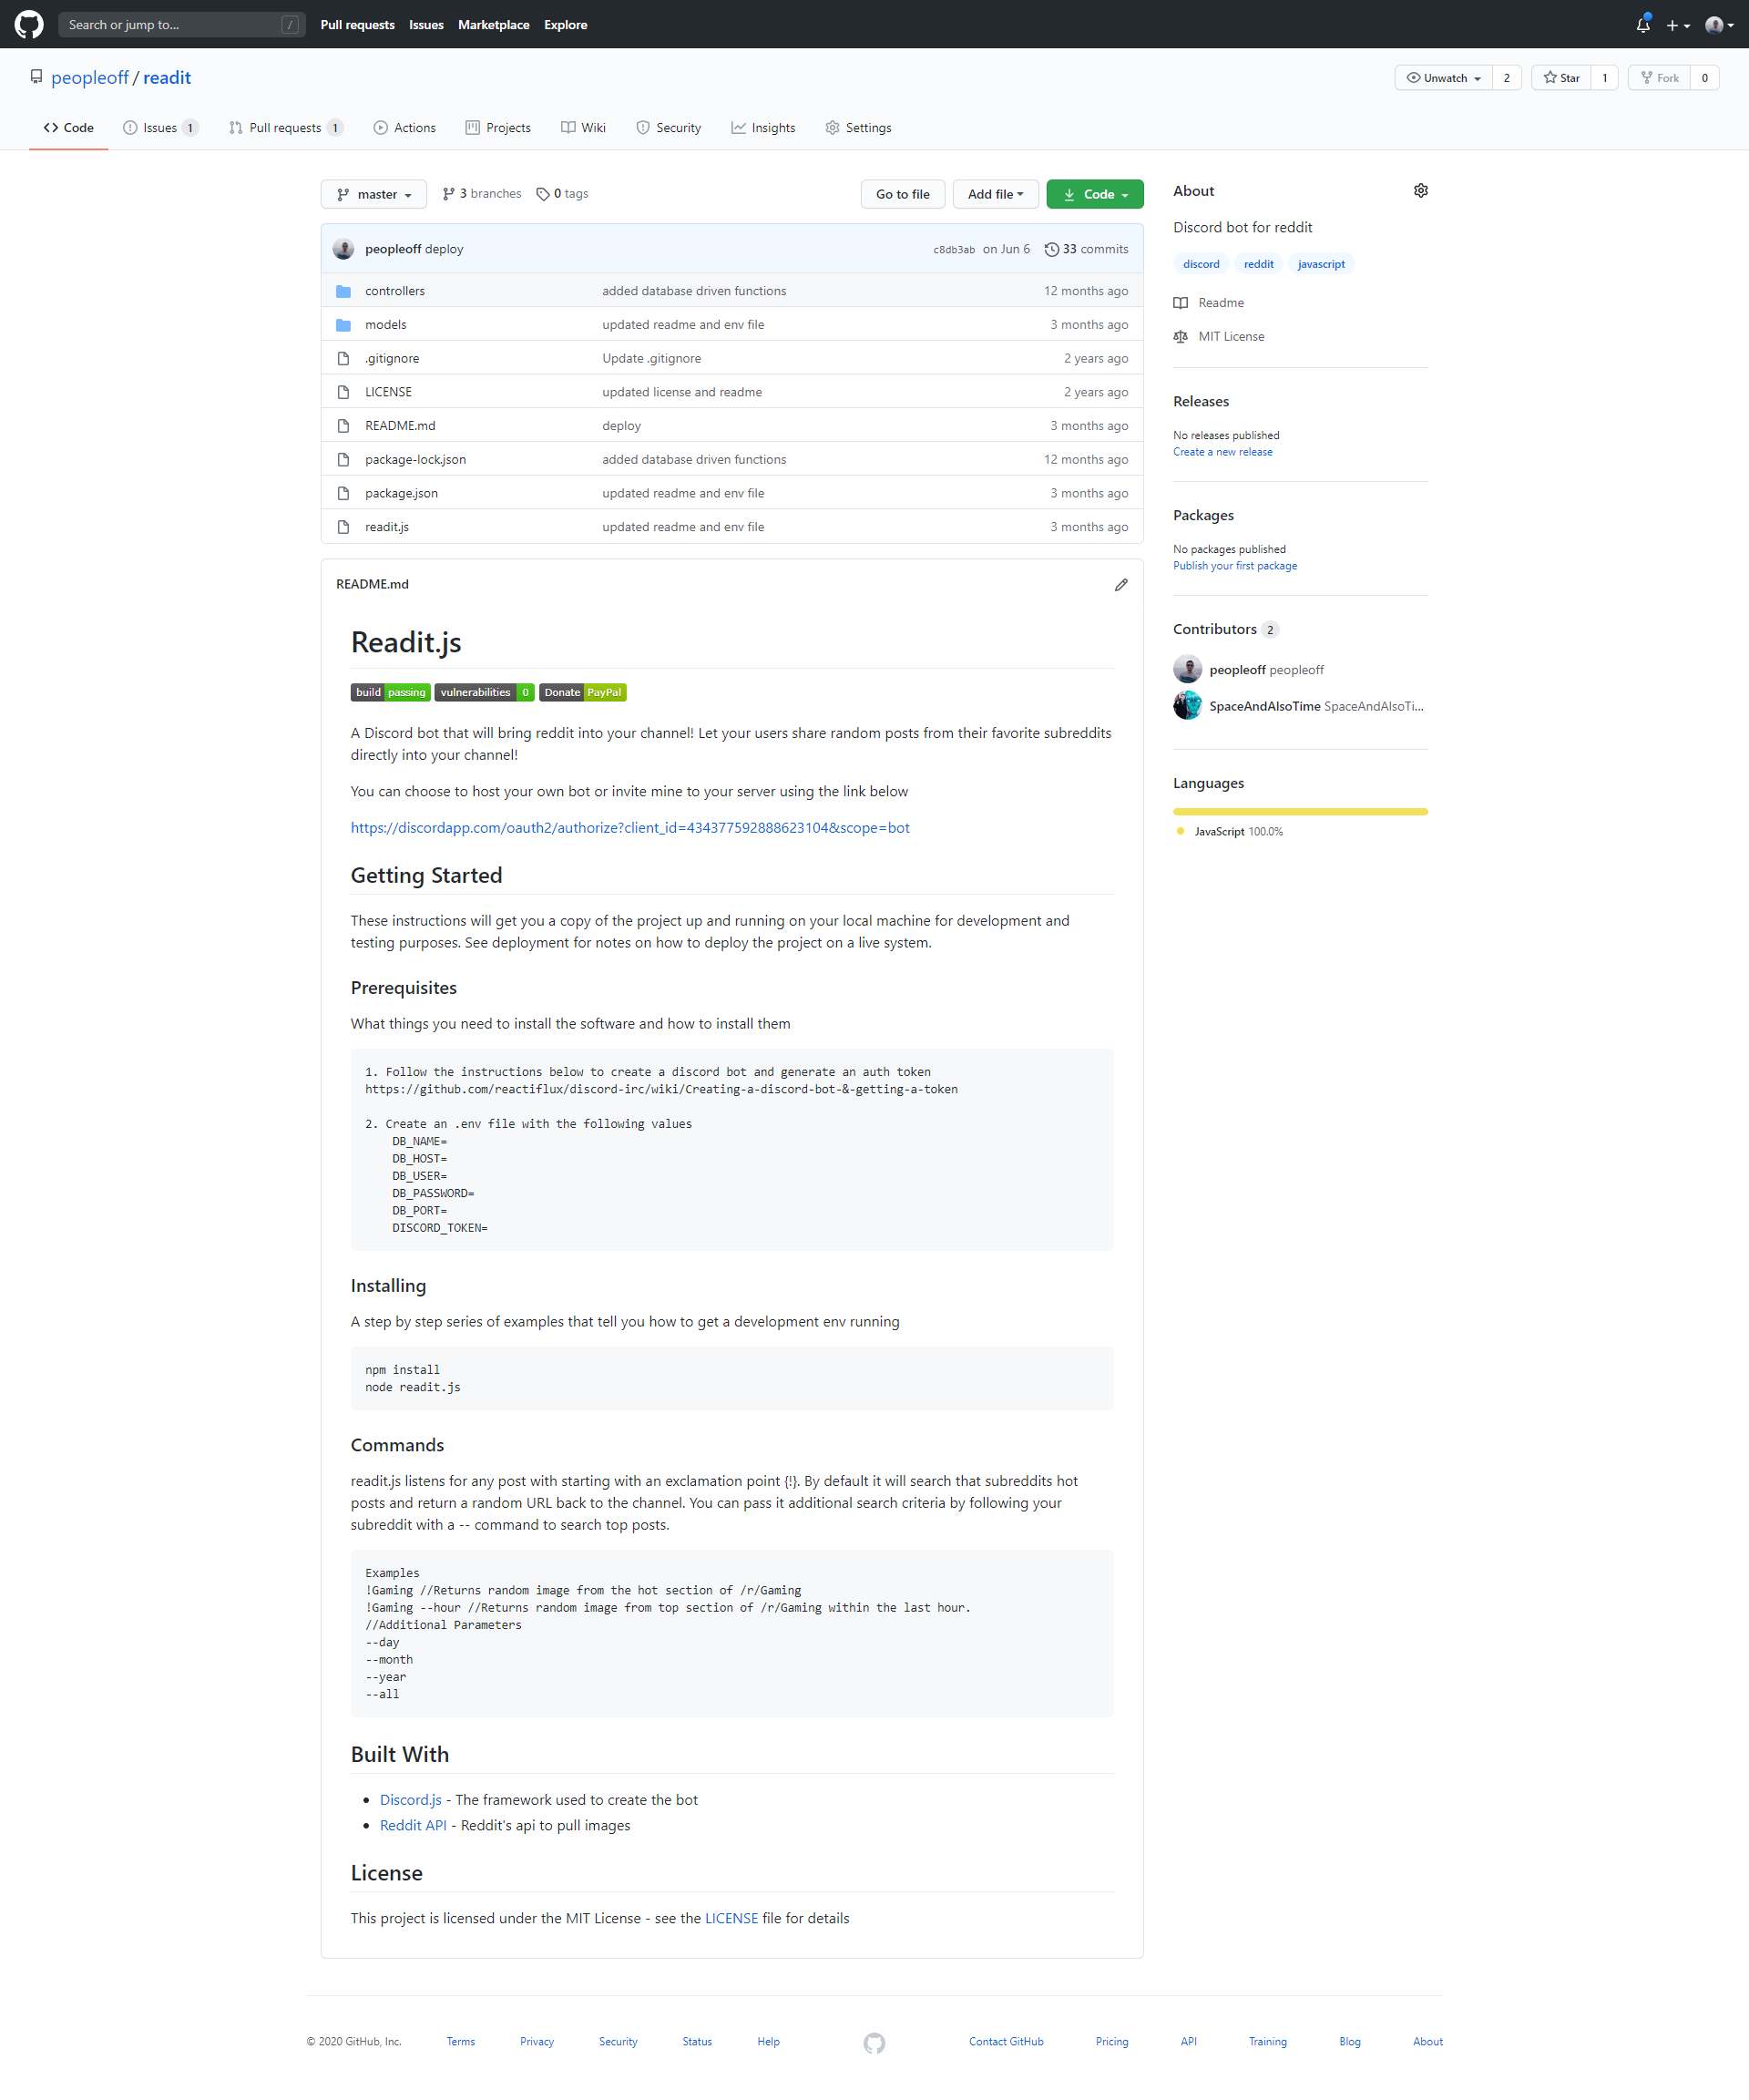 Search or jump to... /
Pull requests Issues Marketplace Explore
peopleoff / readit
Unwatch 2 Star 1 Fork 0
Code Issues 1 Pull requests 1 Actions Projects Wiki Security Insights Settings
master 3 branches 0 tags Go to file Add file Code
peopleoff deploy c8db3ab on Jun 6 33 commits
controllers added database driven functions 12 months ago
models updated readme and env file 3 months ago
.gitignore Update .gitignore 2 years ago
LICENSE updated license and readme 2 years ago
README.md deploy 3 months ago
package-lock.json added database driven functions 12 months ago
package.json updated readme and env file 3 months ago
readit.js updated readme and env file 3 months ago
README.md
Readit.js
build passing vulnerabilities 0 Donate PayPal
A Discord bot that will bring reddit into your channel! Let your users share random posts from their favorite subreddits
directly into your channel!
You can choose to host your own bot or invite mine to your server using the link below
https://discordapp.com/oauth2/authorize?client_id=434377592888623104&scope=bot
Getting Started
These instructions will get you a copy of the project up and running on your local machine for development and
testing purposes. See deployment for notes on how to deploy the project on a live system.
Prerequisites
What things you need to install the software and how to install them
1. Follow the instructions below to create a discord bot and generate an auth token
https://github.com/reactiflux/discord-irc/wiki/Creating-a-discord-bot-&-getting-a-token
2. Create an .env file with the following values
DB_NAME=
DB_HOST=
DB_USER=
DB_PASSWORD=
DB_PORT=
DISCORD_TOKEN=
Installing
A step by step series of examples that tell you how to get a development env running
npm install
node readit.js
Commands
readit.js listens for any post with starting with an exclamation point {!}. By default it will search that subreddits hot
posts and return a random URL back to the channel. You can pass it additional search criteria by following your
subreddit with a -- command to search top posts.
Examples
!Gaming //Returns random image from the hot section of /r/Gaming
!Gaming --hour //Returns random image from top section of /r/Gaming within the last hour.
//Additional Parameters
--day
--month
--year
--all
Built With
• Discord.js - The framework used to create the bot
• Reddit API - Reddit's api to pull images
License
This project is licensed under the MIT License - see the LICENSE file for details
About
Discord bot for reddit
discord reddit javascript
Readme
MIT License
Releases
No releases published
Create a new release
Packages
No packages published
Publish your first package
Contributors 2
peopleoff peopleoff
SpaceAndAlsoTime SpaceAndAlsoTi...
Languages
JavaScript 100.0%
© 2020 GitHub, Inc. Terms Privacy Security Status Help Contact GitHub Pricing API Training Blog About